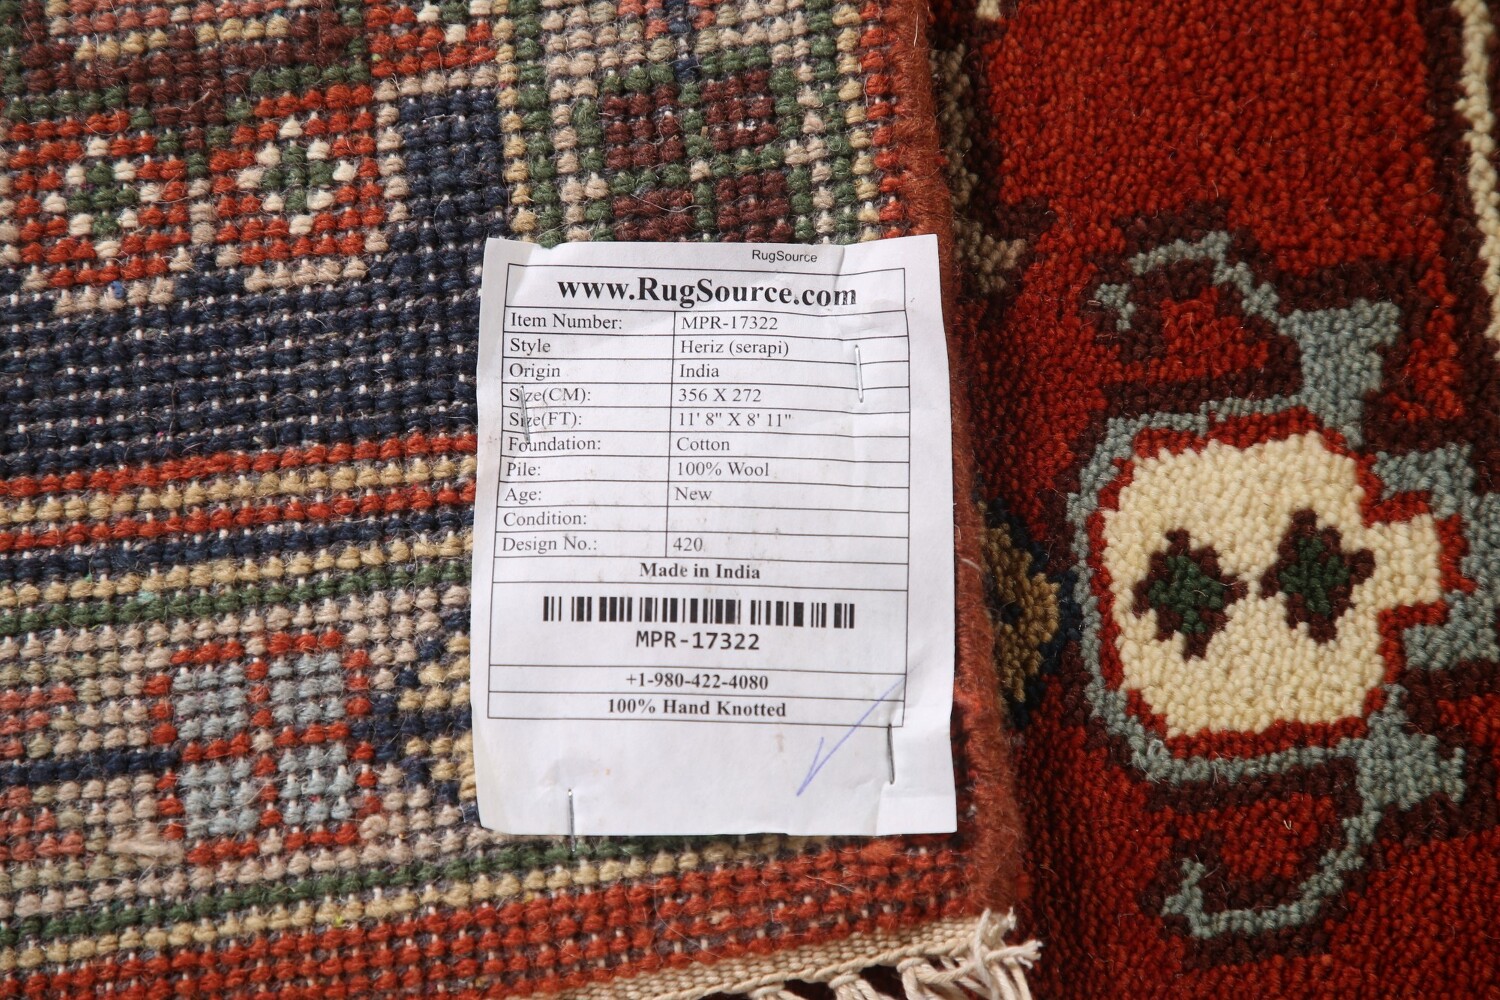 RugSource
www.RugSource.com
Item Number: MPR-17322
Style Heriz (serapi)
Origin India
Size(CM): 356 X 272
Size(FT): 11' 8" X 8' 11"
Foundation: Cotton
Pile: 100% Wool
Age: New
Condition:
Design No.: 420
Made in India
MPR-17322
+1-980-422-4080
100% Hand Knotted